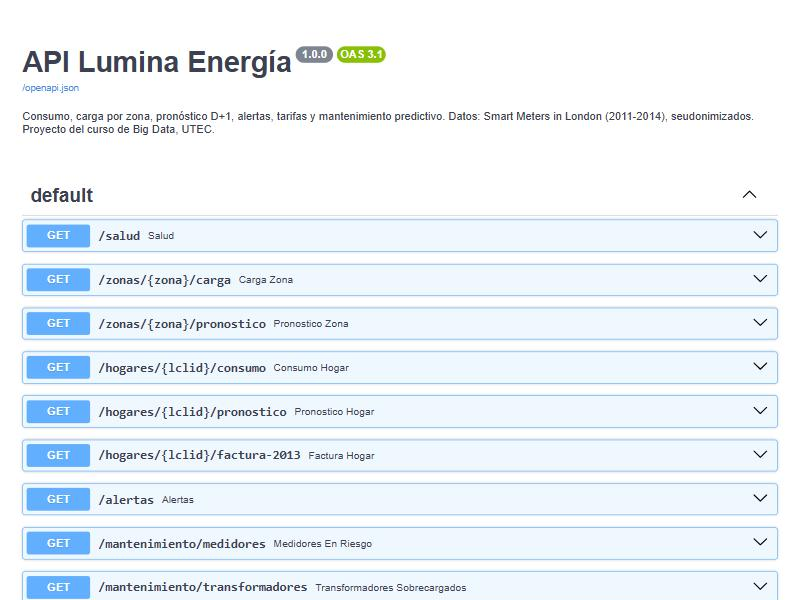 API Lumina Energía 1.0.0 OAS 3.1
/openapi.json
Consumo, carga por zona, pronóstico D+1, alertas, tarifas y mantenimiento predictivo. Datos: Smart Meters in London (2011-2014), seudonimizados.
Proyecto del curso de Big Data, UTEC.
default
GET /salud Salud
GET /zonas/{zona}/carga Carga Zona
GET /zonas/{zona}/pronostico Pronostico Zona
GET /hogares/{lclid}/consumo Consumo Hogar
GET /hogares/{lclid}/pronostico Pronostico Hogar
GET /hogares/{lclid}/factura-2013 Factura Hogar
GET /alertas Alertas
GET /mantenimiento/medidores Medidores En Riesgo
GET /mantenimiento/transformadores Transformadores Sobrecargados